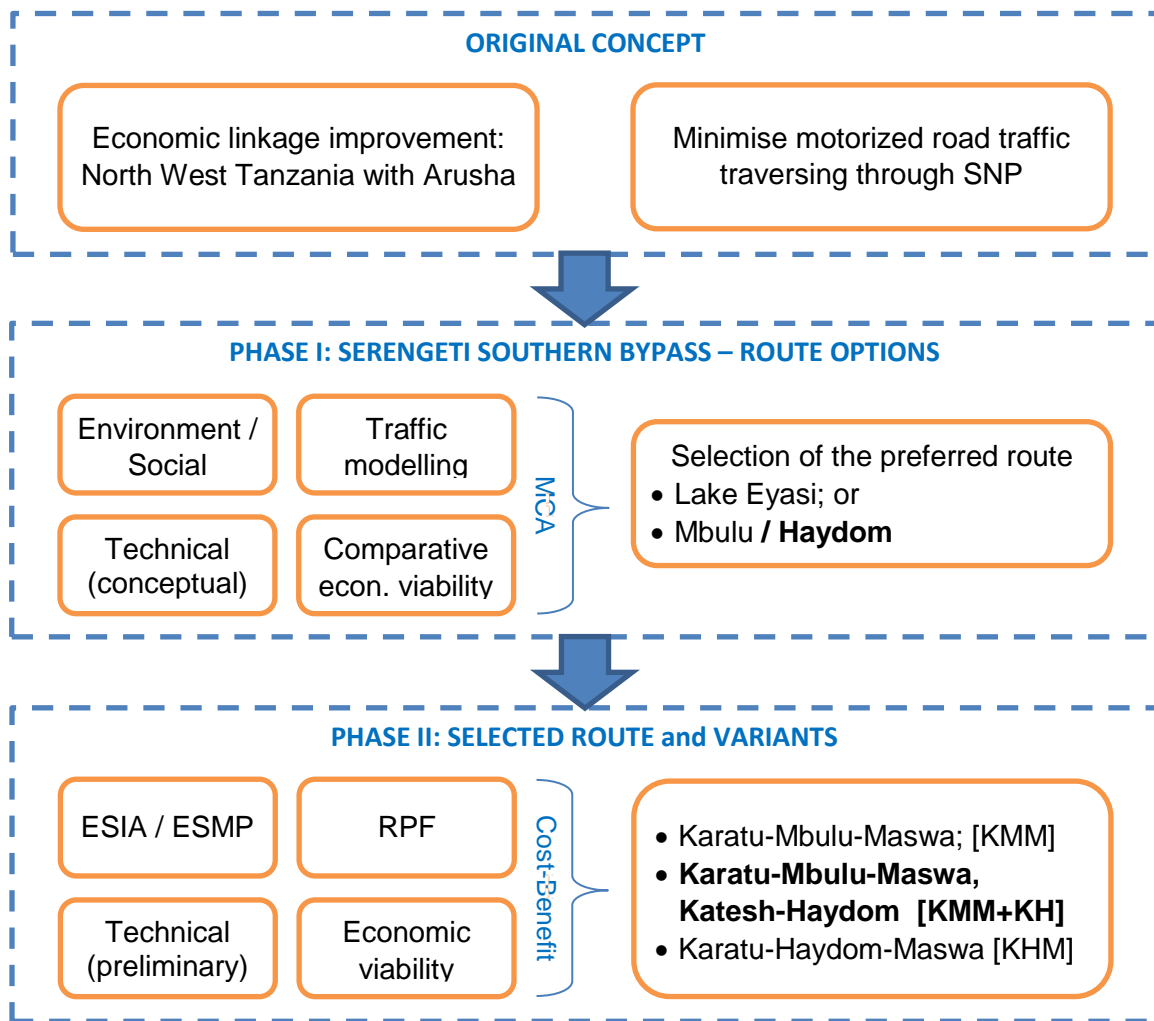 ORIGINAL CONCEPT
Economic linkage improvement:
North West Tanzania with Arusha
Minimise motorized road traffic
traversing through SNP
PHASE I: SERENGETI SOUTHERN BYPASS – ROUTE OPTIONS
Environment /
Social
Traffic
modelling
Technical
(conceptual)
Comparative
econ. viability
MCA
Selection of the preferred route
• Lake Eyasi; or
• Mbulu / Haydom
PHASE II: SELECTED ROUTE and VARIANTS
ESIA / ESMP
RPF
Technical
(preliminary)
Economic
viability
Cost-Benefit
• Karatu-Mbulu-Maswa; [KMM]
• Karatu-Mbulu-Maswa,
Katesh-Haydom [KMM+KH]
• Karatu-Haydom-Maswa [KHM]